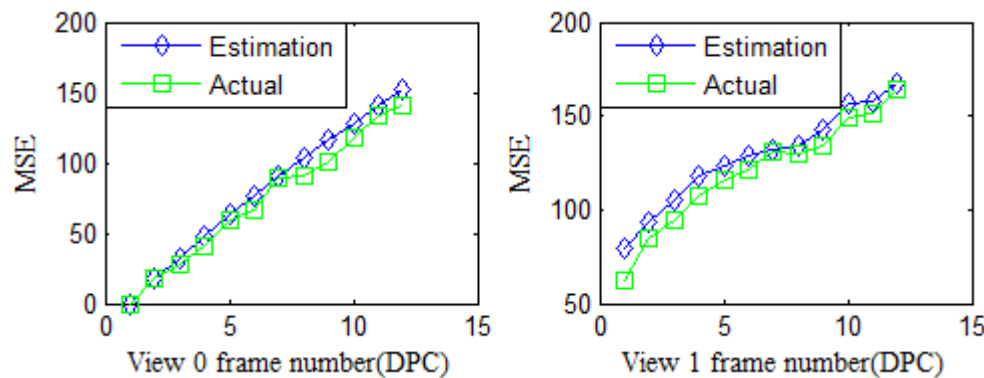 200
150
100
50
0
MSE
Estimation
Actual
0
5
10
15
View 0 frame number(DPC)
200
150
100
50
MSE
Estimation
Actual
0
5
10
15
View 1 frame number(DPC)